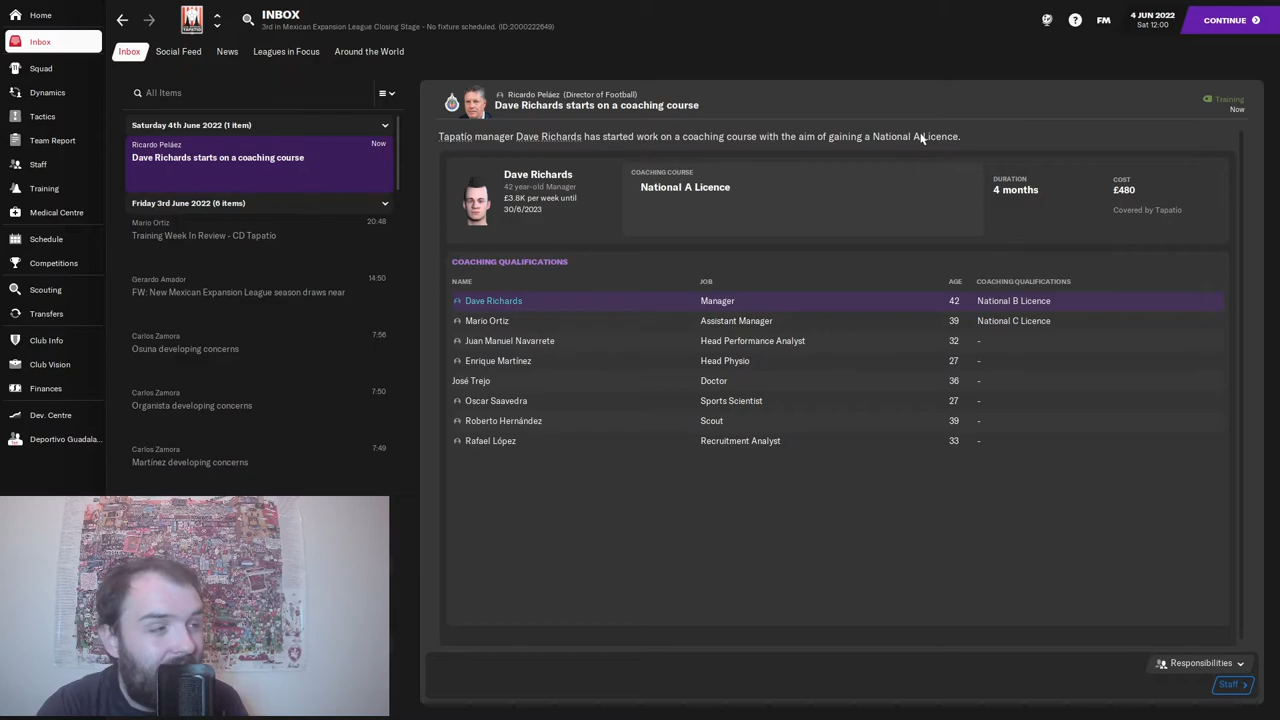 Home
Inbox
Squad
Dynamics
Tactics
Team Report
Staff
Training
Medical Centre
Schedule
Competitions
Scouting
Transfers
Club Info
Club Vision
Finances
Dev. Centre
Deportivo Guadala...
INBOX
3rd in Mexican Expansion League Closing Stage - No fixture scheduled. (ID:2000222649)
FM
4 JUN 2022
Sat 12:00
CONTINUE
Inbox
Social Feed
News
Leagues in Focus
Around the World
All Items
Saturday 4th June 2022 (1 item)
Ricardo Peláez
Now
Dave Richards starts on a coaching course
Friday 3rd June 2022 (6 items)
Mario Ortiz
20:48
Training Week In Review - CD Tapatío
Gerardo Amador
14:50
FW: New Mexican Expansion League season draws near
Carlos Zamora
7:56
Osuna developing concerns
Carlos Zamora
7:50
Organista developing concerns
Carlos Zamora
7:49
Martínez developing concerns
Ricardo Peláez (Director of Football)
Dave Richards starts on a coaching course
Training
Now
Tapatío manager Dave Richards has started work on a coaching course with the aim of gaining a National A Licence.
Dave Richards
42 year-old Manager
£3.8K per week until
30/6/2023
COACHING COURSE
National A Licence
DURATION
4 months
COST
£480
Covered by Tapatío
COACHING QUALIFICATIONS
NAME JOB AGE COACHING QUALIFICATIONS
Dave Richards Manager 42 National B Licence
Mario Ortiz Assistant Manager 39 National C Licence
Juan Manuel Navarrete Head Performance Analyst 32 -
Enrique Martínez Head Physio 27 -
José Trejo Doctor 36 -
Oscar Saavedra Sports Scientist 27 -
Roberto Hernández Scout 39 -
Rafael López Recruitment Analyst 33 -
Responsibilities
Staff